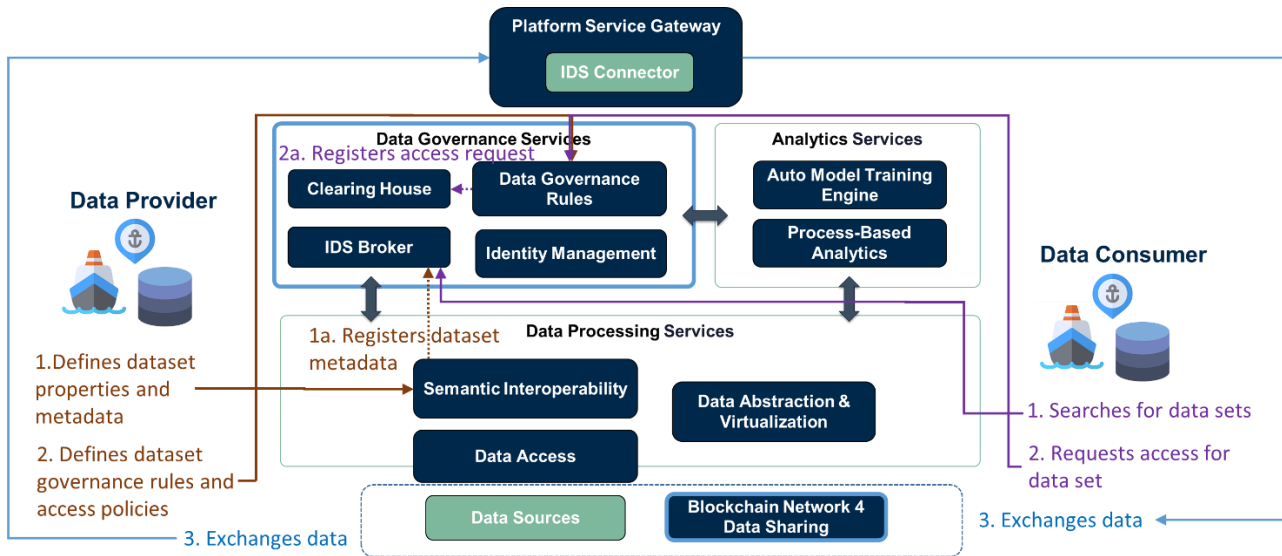 Platform Service Gateway
IDS Connector
Data Governance Services
2a. Registers access request
Clearing House
Data Governance
Rules
IDS Broker
Identity Management
Analytics Services
Auto Model Training
Engine
Process-Based
Analytics
Data Provider
Data Consumer
Data Processing Services
1a. Registers dataset
metadata
1.Defines dataset
properties and
metadata
Semantic Interoperability
Data Abstraction &
Virtualization
Data Access
1. Searches for data sets
2. Defines dataset
governance rules and
access policies
2. Requests access for
data set
Data Sources
Blockchain Network 4
Data Sharing
3. Exchanges data
3. Exchanges data